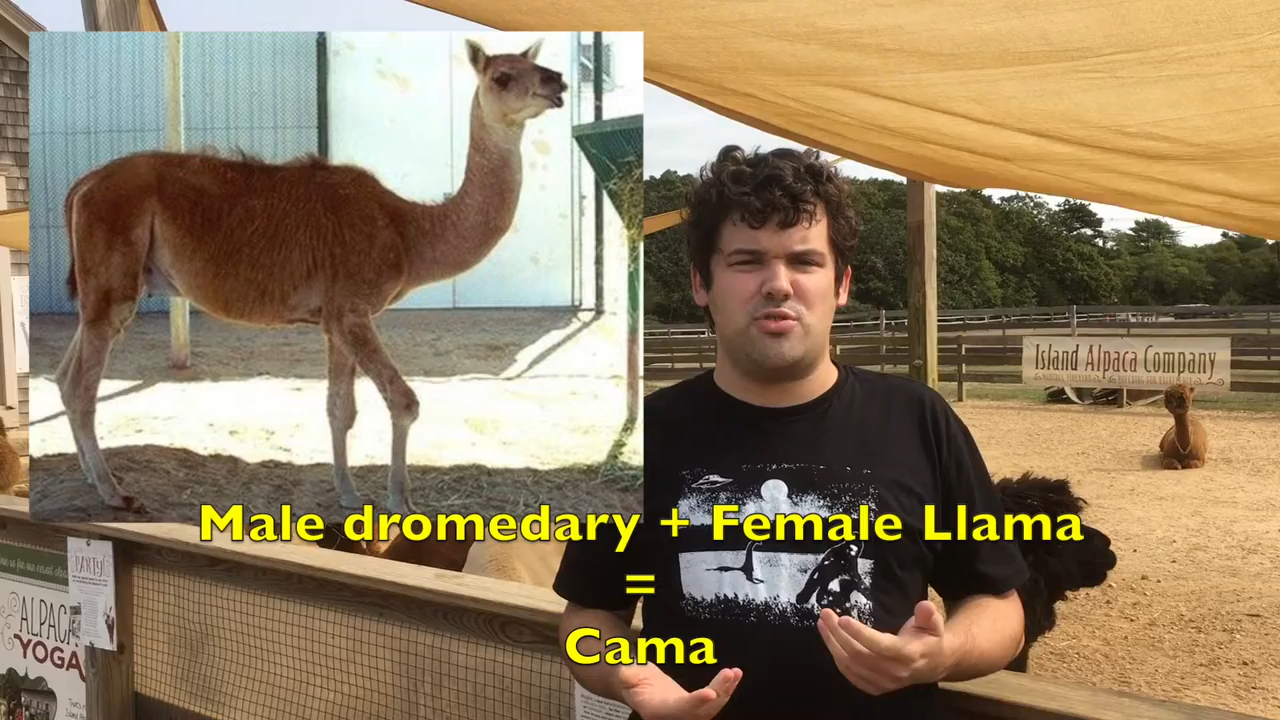 Male dromedary + Female Llama
=
Cama
Island Alpaca Company
PARTY!
ALPACA
YOGA